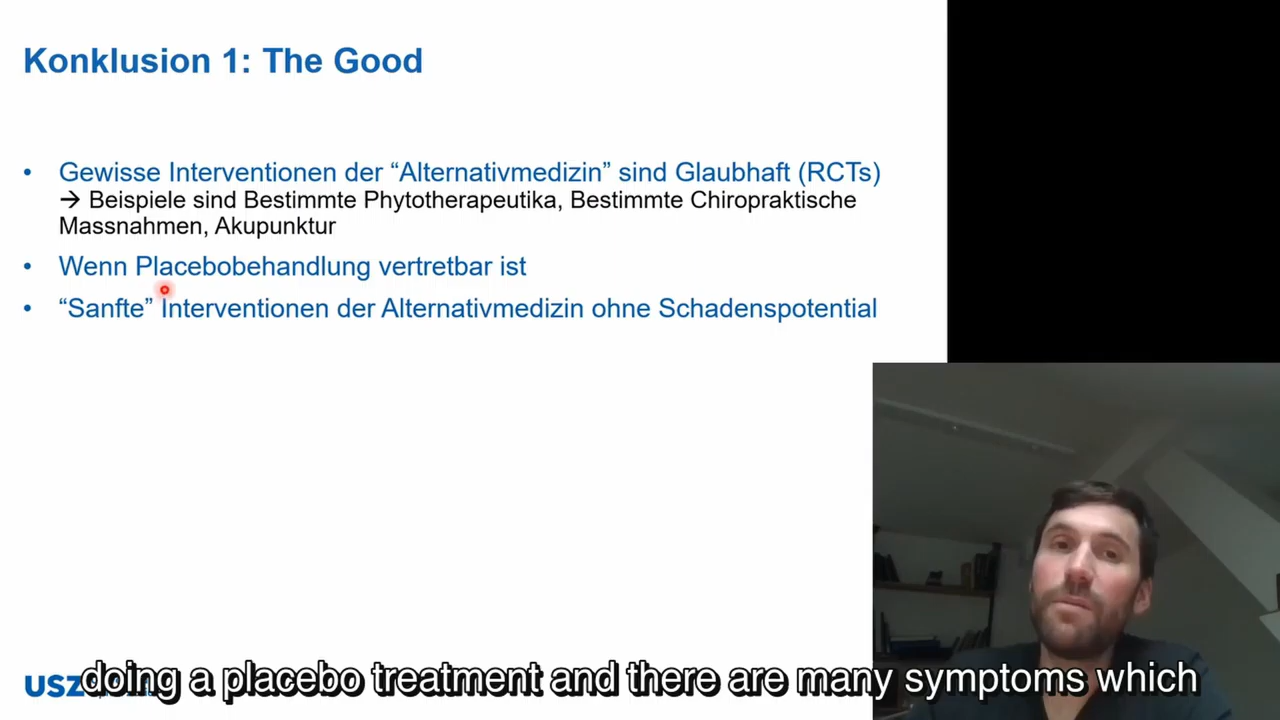 Konklusion 1: The Good
• Gewisse Interventionen der “Alternativmedizin” sind Glaubhaft (RCTs)
→ Beispiele sind Bestimmte Phytotherapeutika, Bestimmte Chiropraktische
Massnahmen, Akupunktur
• Wenn Placebobehandlung vertretbar ist
• “Sanfte” Interventionen der Alternativmedizin ohne Schadenspotential
USZ
doing a placebo treatment and there are many symptoms which